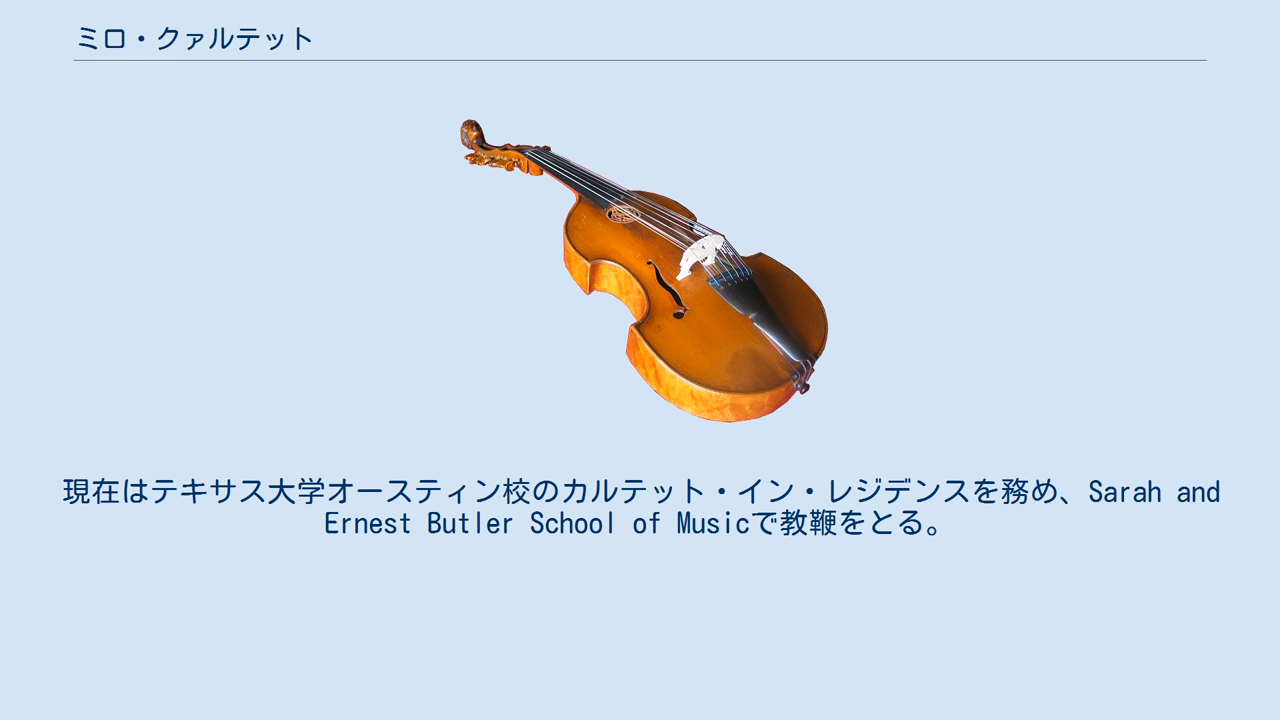 ミロ・クァルテット
現在はテキサス大学オースティン校のカルテット・イン・レジデンスを務め、Sarah and
Ernest Butler School of Musicで教鞭をとる。